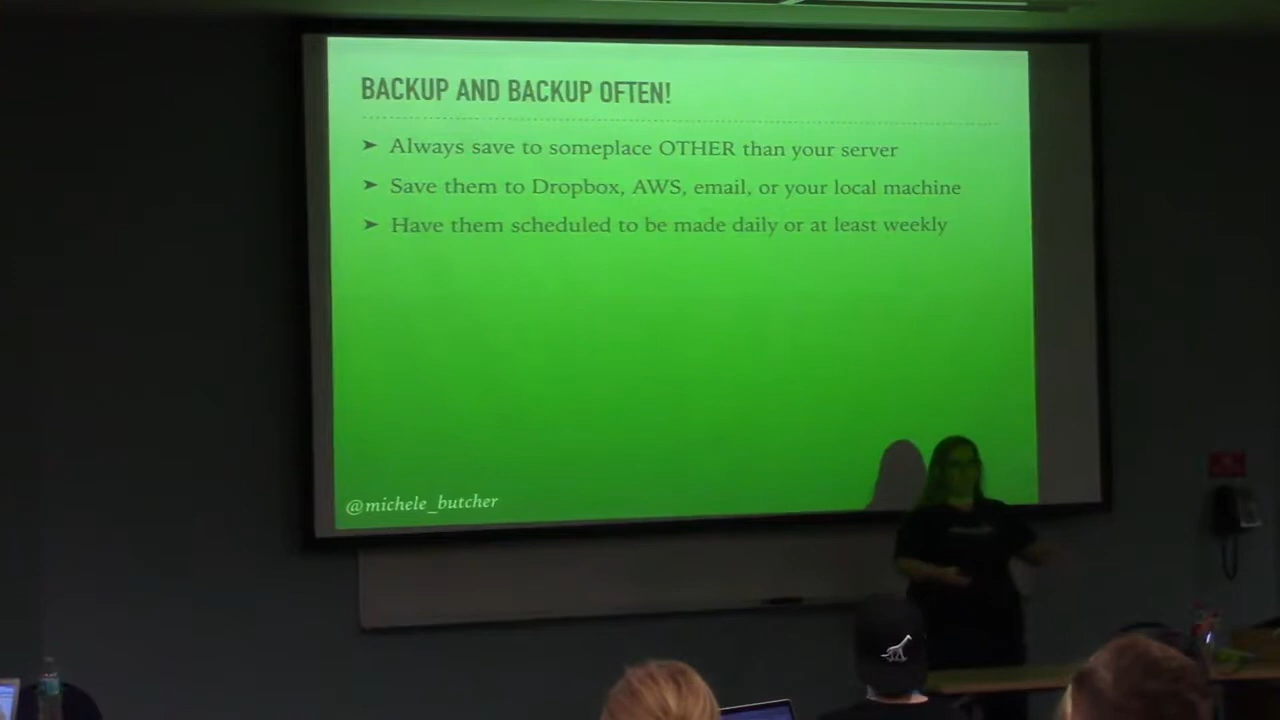 BACKUP AND BACKUP OFTEN!
➤ Always save to someplace OTHER than your server
➤ Save them to Dropbox, AWS, email, or your local machine
➤ Have them scheduled to be made daily or at least weekly
@michele_butcher